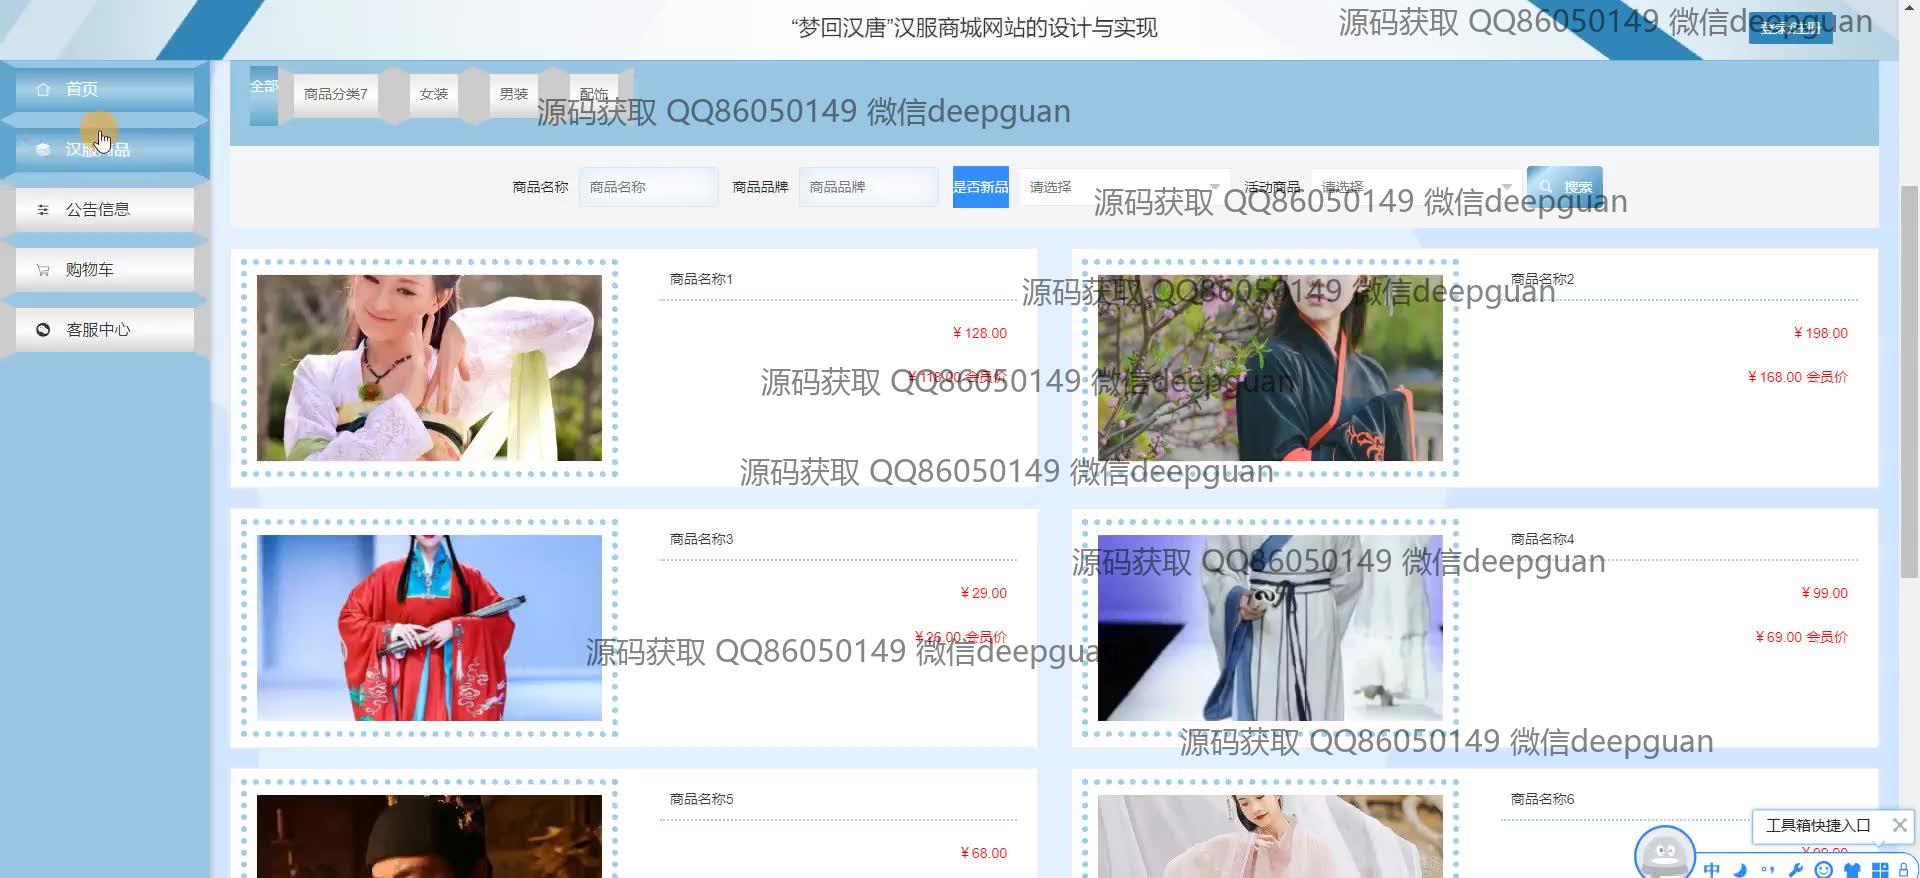 “梦回汉唐”汉服商城网站的设计与实现
源码获取 QQ86050149 微信deepguan
登录/注册
首页
汉服商品
公告信息
购物车
客服中心
全部
商品分类7
女装
男装
配饰
源码获取 QQ86050149 微信deepguan
商品名称
商品名称
商品品牌
商品品牌
是否新品
请选择
活动商品
请选择
搜索
源码获取 QQ86050149 微信deepguan
商品名称1
¥ 128.00
¥ 118.00 会员价
商品名称2
源码获取 QQ86050149 微信deepguan
¥ 198.00
¥ 168.00 会员价
源码获取 QQ86050149 微信deepguan
源码获取 QQ86050149 微信deepguan
商品名称3
¥ 29.00
¥ 26.00 会员价
商品名称4
源码获取 QQ86050149 微信deepguan
¥ 99.00
¥ 69.00 会员价
源码获取 QQ86050149 微信deepguan
源码获取 QQ86050149 微信deepguan
商品名称5
¥ 68.00
商品名称6
工具箱快捷入口
中